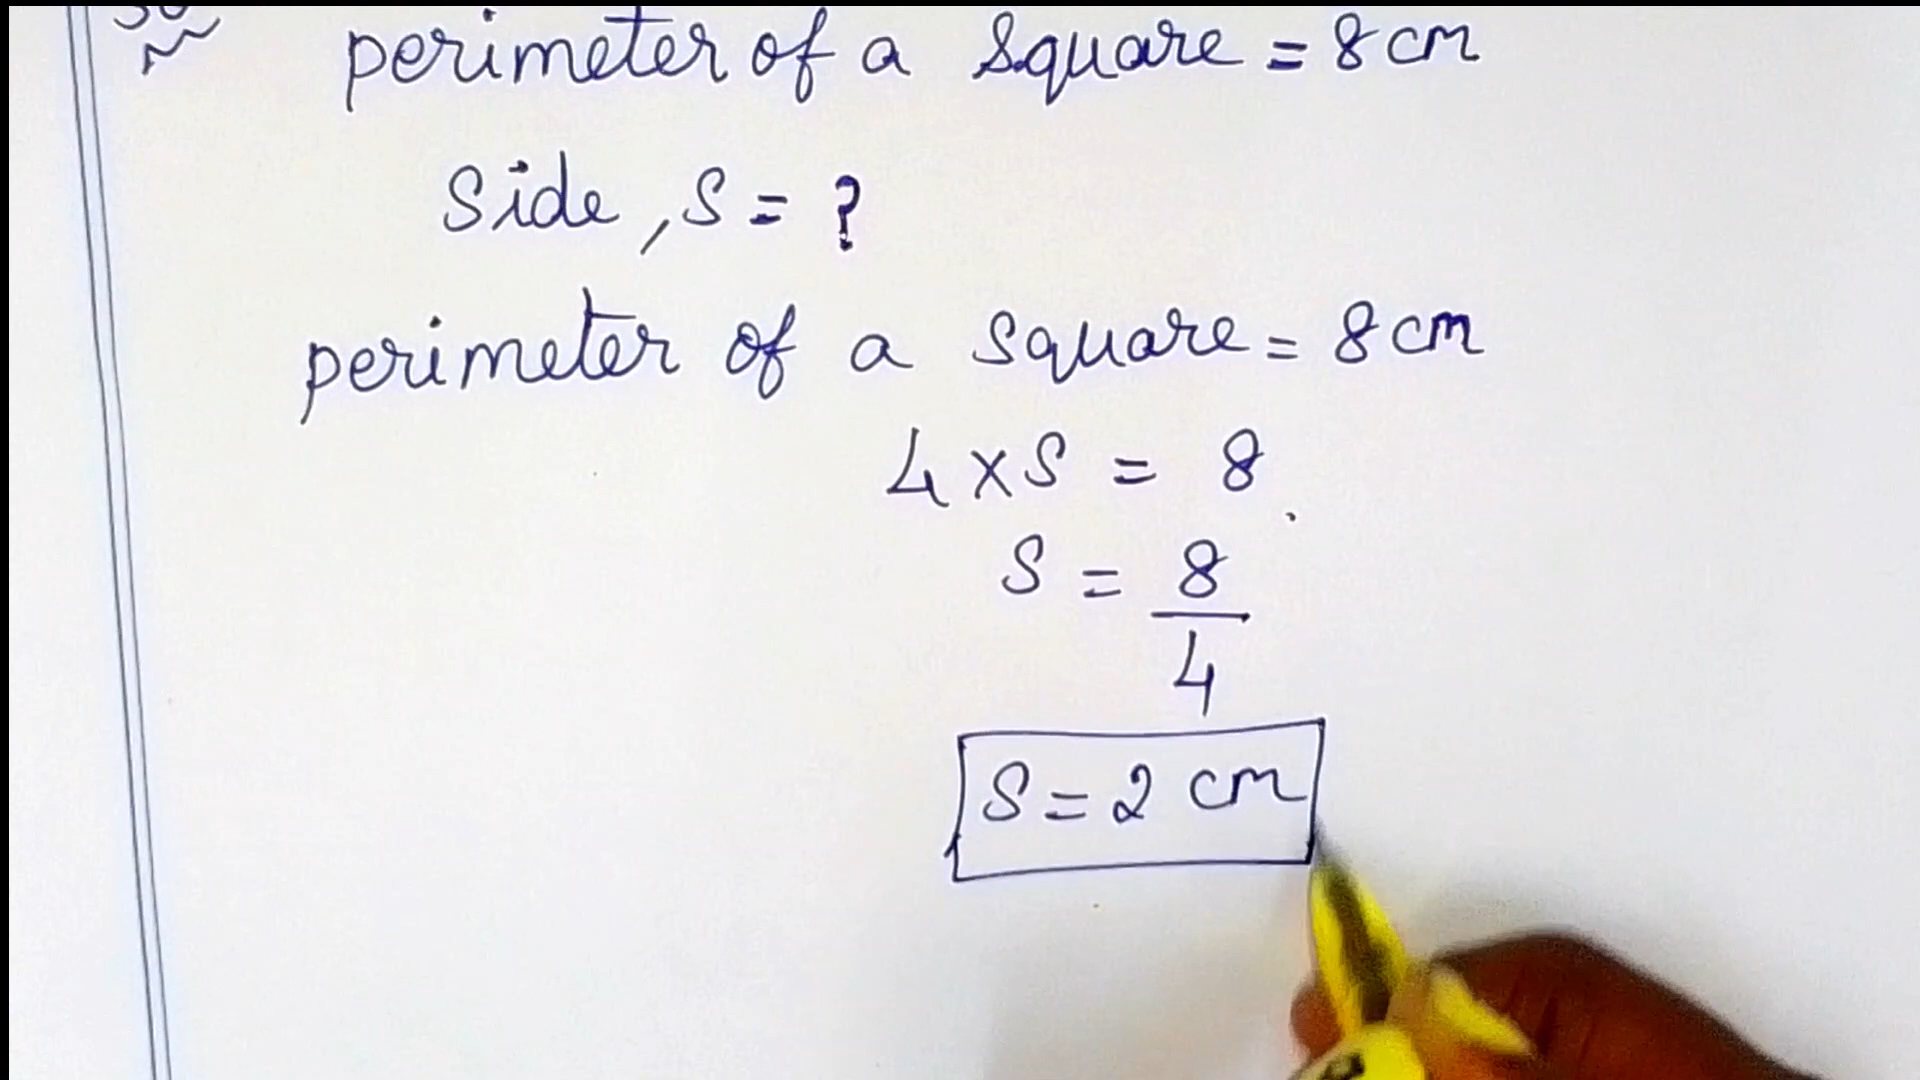 perimeter of a square = 8 cm
Side, S = ?
perimeter of a square = 8 cm
4 × S = 8
S = 8/4
S = 2 cm